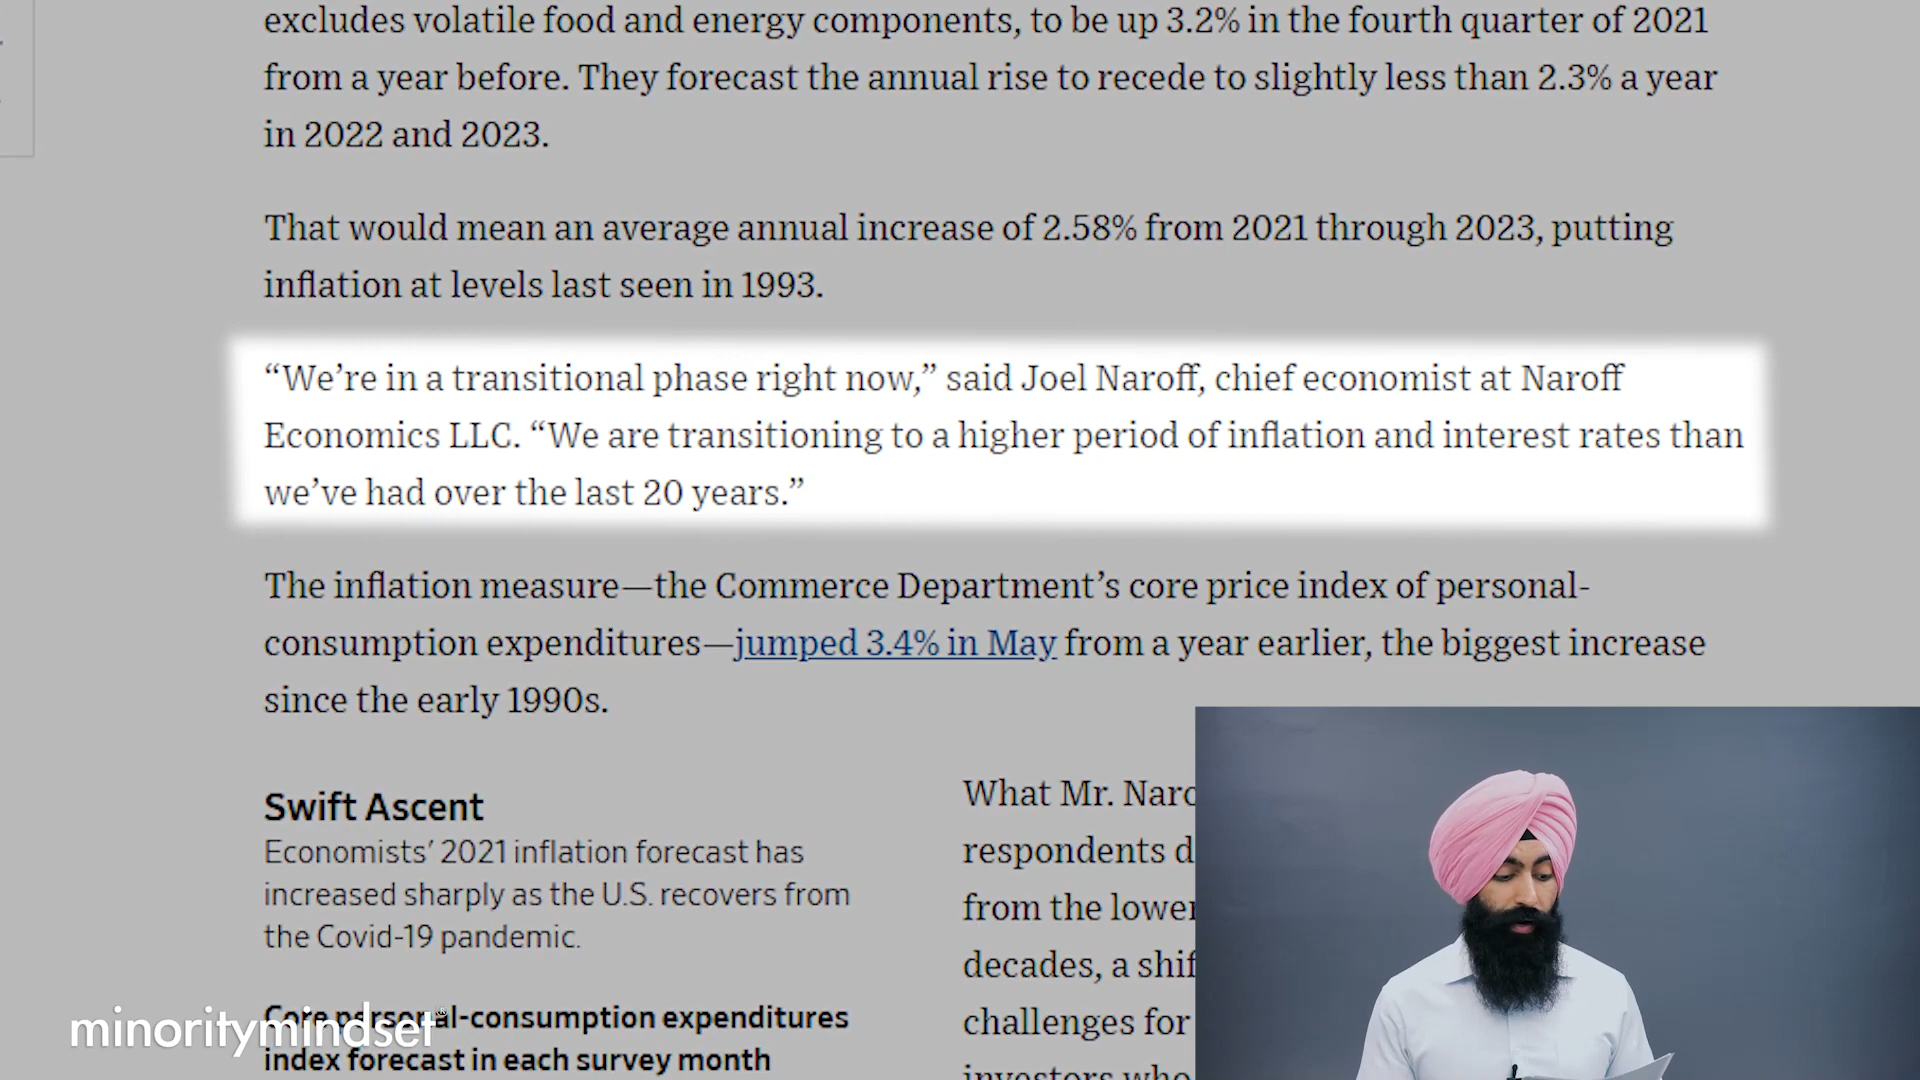 excludes volatile food and energy components, to be up 3.2% in the fourth quarter of 2021
from a year before. They forecast the annual rise to recede to slightly less than 2.3% a year
in 2022 and 2023.
That would mean an average annual increase of 2.58% from 2021 through 2023, putting
inflation at levels last seen in 1993.
“We’re in a transitional phase right now,” said Joel Naroff, chief economist at Naroff
Economics LLC. “We are transitioning to a higher period of inflation and interest rates than
we’ve had over the last 20 years.”
The inflation measure—the Commerce Department’s core price index of personal-
consumption expenditures—jumped 3.4% in May from a year earlier, the biggest increase
since the early 1990s.
Swift Ascent
Economists’ 2021 inflation forecast has
increased sharply as the U.S. recovers from
the Covid-19 pandemic.
Core personal-consumption expenditures
index forecast in each survey month
What Mr. Naro
respondents d
from the lower
decades, a shif
challenges for
investors who
minoritymindset®